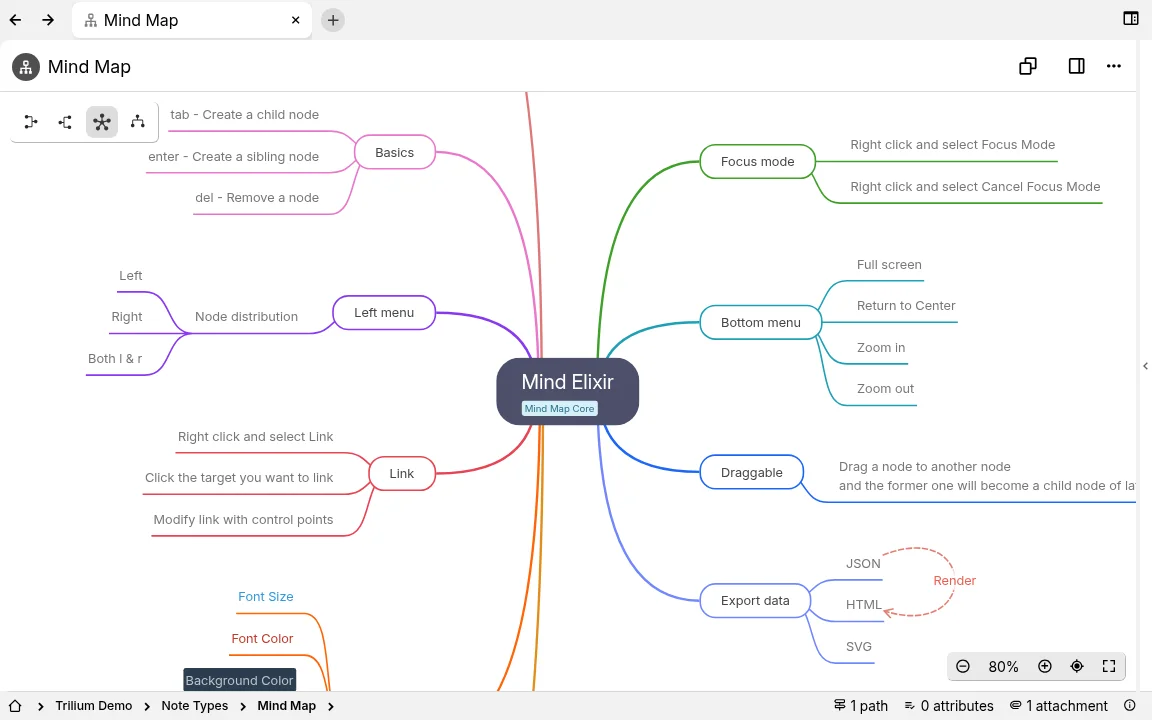 Mind Map
Mind Map
tab - Create a child node
enter - Create a sibling node
del - Remove a node
Basics
Left
Right
Both l & r
Node distribution
Left menu
Right click and select Link
Click the target you want to link
Modify link with control points
Link
Font Size
Font Color
Background Color
Mind Elixir
Mind Map Core
Focus mode
Right click and select Focus Mode
Right click and select Cancel Focus Mode
Bottom menu
Full screen
Return to Center
Zoom in
Zoom out
Draggable
Drag a node to another node
and the former one will become a child node of
Export data
JSON
HTML
SVG
Render
80%
Trilium Demo
Note Types
Mind Map
1 path
0 attributes
1 attachment